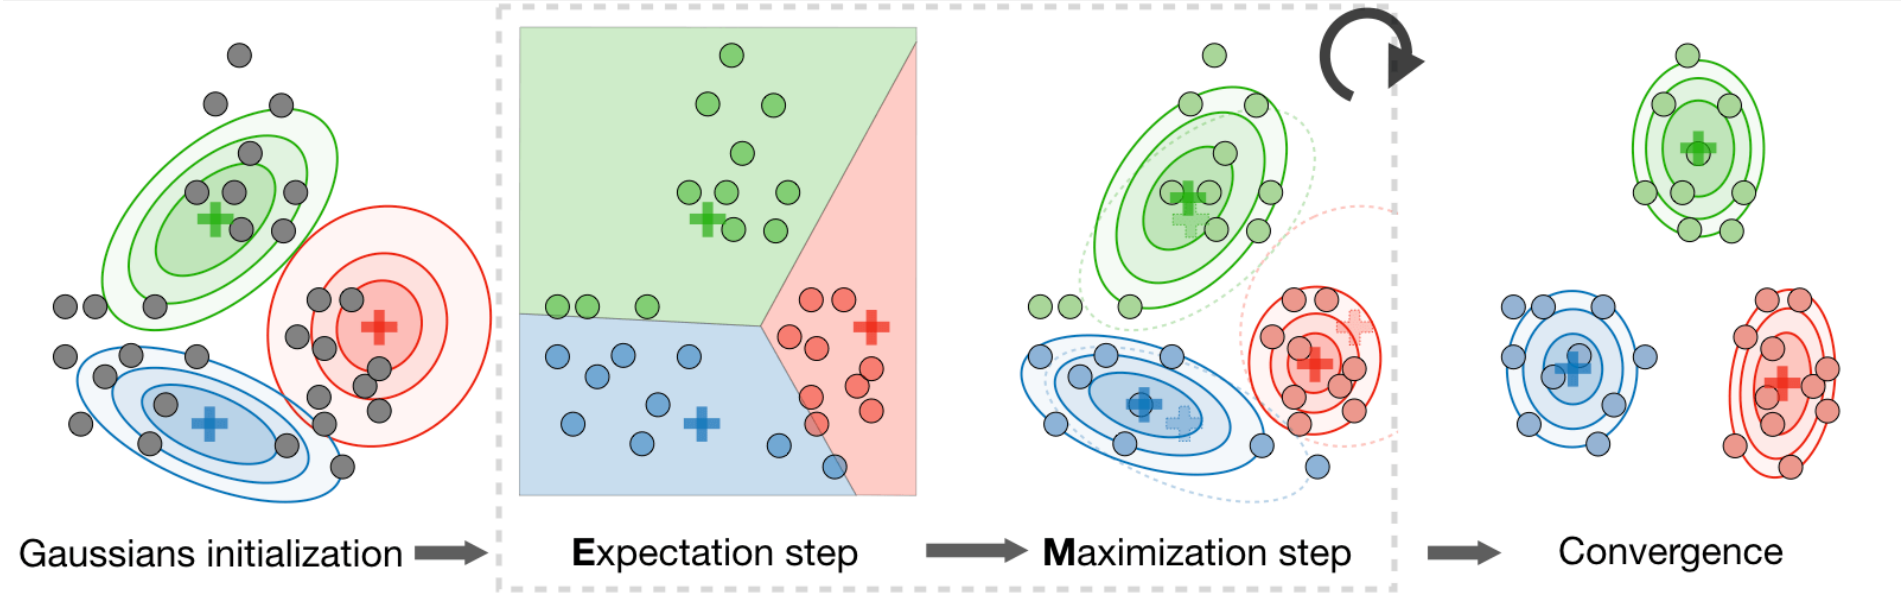 Gaussians initialization
Expectation step
Maximization step
Convergence